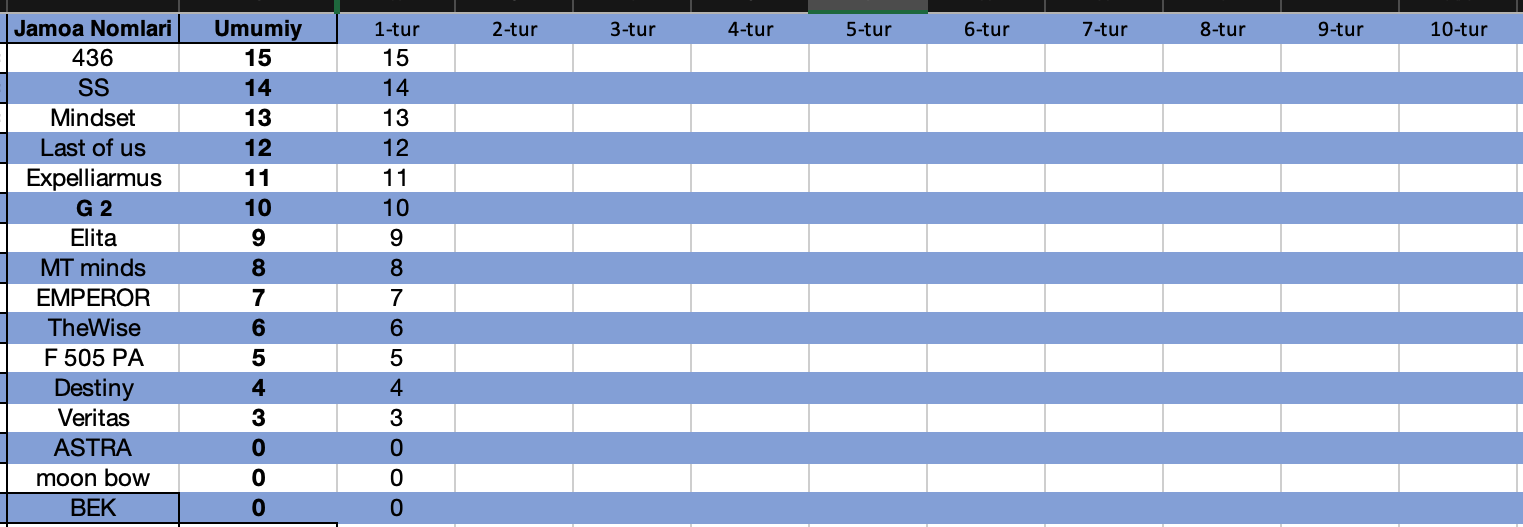 Jamoa Nomlari Umumiy 1-tur 2-tur 3-tur 4-tur 5-tur 6-tur 7-tur 8-tur 9-tur 10-tur
436 15 15
SS 14 14
Mindset 13 13
Last of us 12 12
Expelliarmus 11 11
G 2 10 10
Elita 9 9
MT minds 8 8
EMPEROR 7 7
TheWise 6 6
F 505 PA 5 5
Destiny 4 4
Veritas 3 3
ASTRA 0 0
moon bow 0 0
BEK 0 0